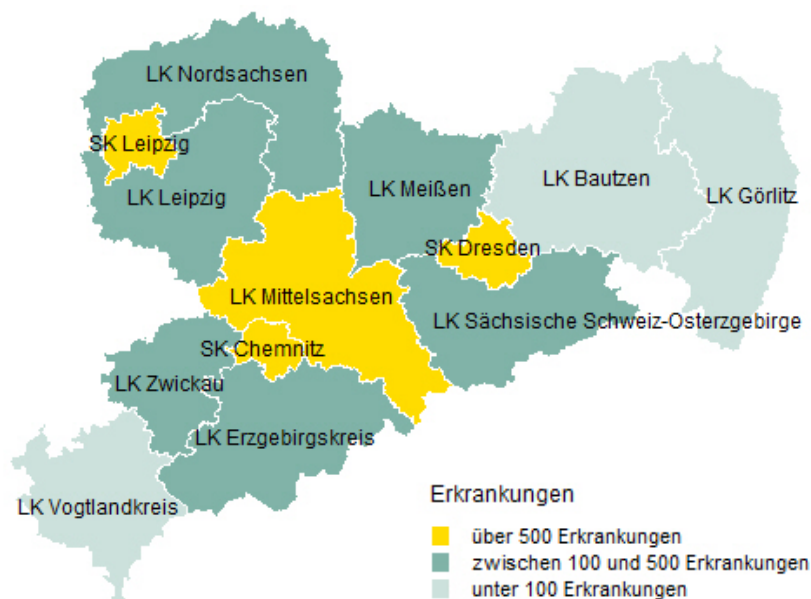 LK Nordsachsen
SK Leipzig
LK Leipzig
LK Meißen
LK Bautzen
LK Görlitz
SK Dresden
LK Mittelsachsen
LK Sächsische Schweiz-Osterzgebirge
SK Chemnitz
LK Zwickau
LK Erzgebirgskreis
LK Vogtlandkreis
Erkrankungen
über 500 Erkrankungen
zwischen 100 und 500 Erkrankungen
unter 100 Erkrankungen